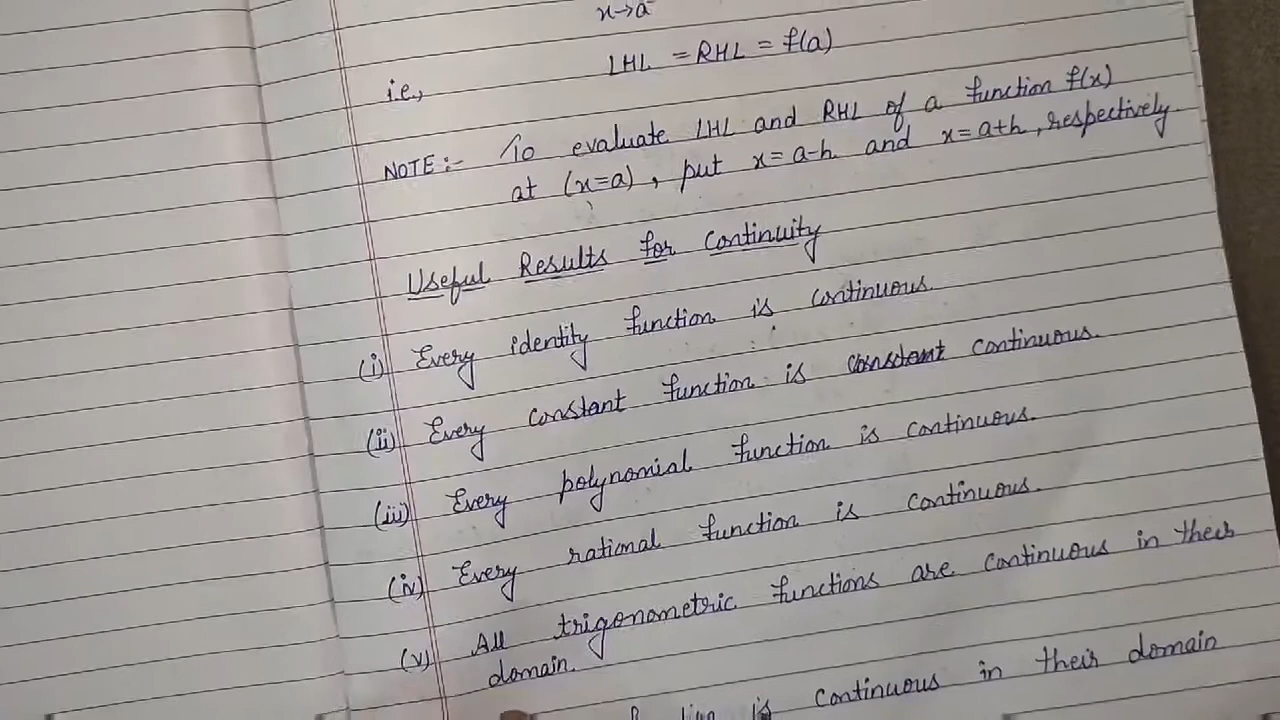 x→a⁻
i.e., LHL = RHL = f(a)
NOTE:- To evaluate LHL and RHL of a function f(x)
at (x=a), put x=a-h and x=a+h, respectively.
Useful Results for Continuity
(i) Every identity function is continuous.
(ii) Every constant function is constant continuous.
(iii) Every polynomial function is continuous.
(iv) Every rational function is continuous.
(v) All trigonometric functions are continuous in their
domain.
is continuous in their domain